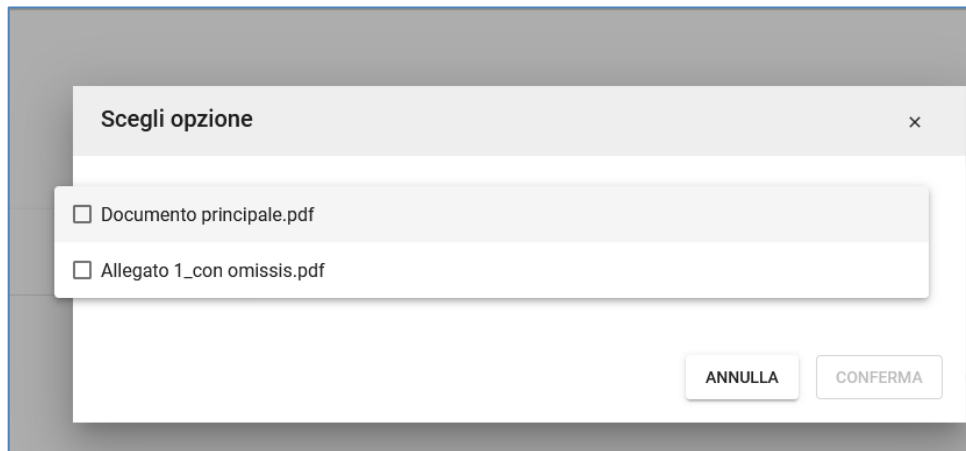 Scegli opzione
×
Documento principale.pdf
Allegato 1_con omissis.pdf
ANNULLA CONFERMA